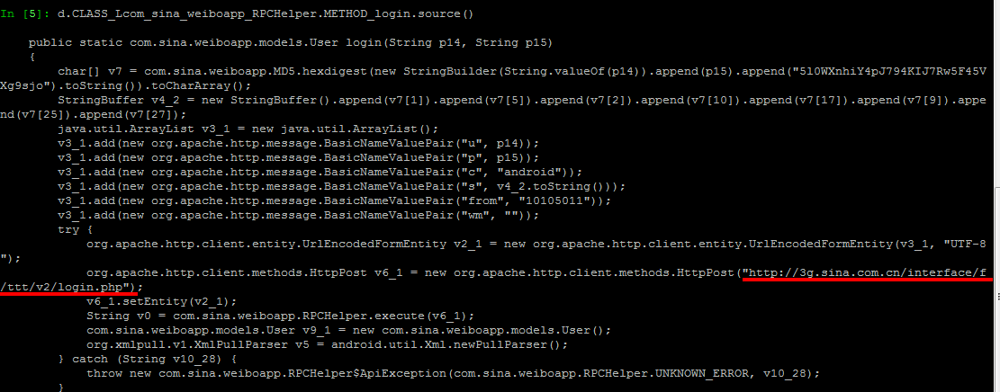 In [5]: d.CLASS_Lcom_sina_weiboapp_RPCHelper.METHOD_login.source()
public static com.sina.weiboapp.models.User login(String p14, String p15)
{
char[] v7 = com.sina.weiboapp.MD5.hexdigest(new StringBuilder(String.valueOf(p14)).append(p15).append("5l0WXnhiY4pJ794KIJ7Rw5F45V
Xg9sjo").toString()).toCharArray();
StringBuffer v4_2 = new StringBuffer().append(v7[1]).append(v7[5]).append(v7[2]).append(v7[10]).append(v7[17]).append(v7[9]).appe
nd(v7[25]).append(v7[27]);
java.util.ArrayList v3_1 = new java.util.ArrayList();
v3_1.add(new org.apache.http.message.BasicNameValuePair("u", p14));
v3_1.add(new org.apache.http.message.BasicNameValuePair("p", p15));
v3_1.add(new org.apache.http.message.BasicNameValuePair("c", "android"));
v3_1.add(new org.apache.http.message.BasicNameValuePair("s", v4_2.toString()));
v3_1.add(new org.apache.http.message.BasicNameValuePair("from", "10105011"));
v3_1.add(new org.apache.http.message.BasicNameValuePair("wm", ""));
try {
org.apache.http.client.entity.UrlEncodedFormEntity v2_1 = new org.apache.http.client.entity.UrlEncodedFormEntity(v3_1, "UTF-8
");
org.apache.http.client.methods.HttpPost v6_1 = new org.apache.http.client.methods.HttpPost("http://3g.sina.com.cn/interface/f
/ttt/v2/login.php");
v6_1.setEntity(v2_1);
String v0 = com.sina.weiboapp.RPCHelper.execute(v6_1);
com.sina.weiboapp.models.User v9_1 = new com.sina.weiboapp.models.User();
org.xmlpull.v1.XmlPullParser v5 = android.util.Xml.newPullParser();
} catch (String v10_28) {
throw new com.sina.weiboapp.RPCHelper$ApiException(com.sina.weiboapp.RPCHelper.UNKNOWN_ERROR, v10_28);
}